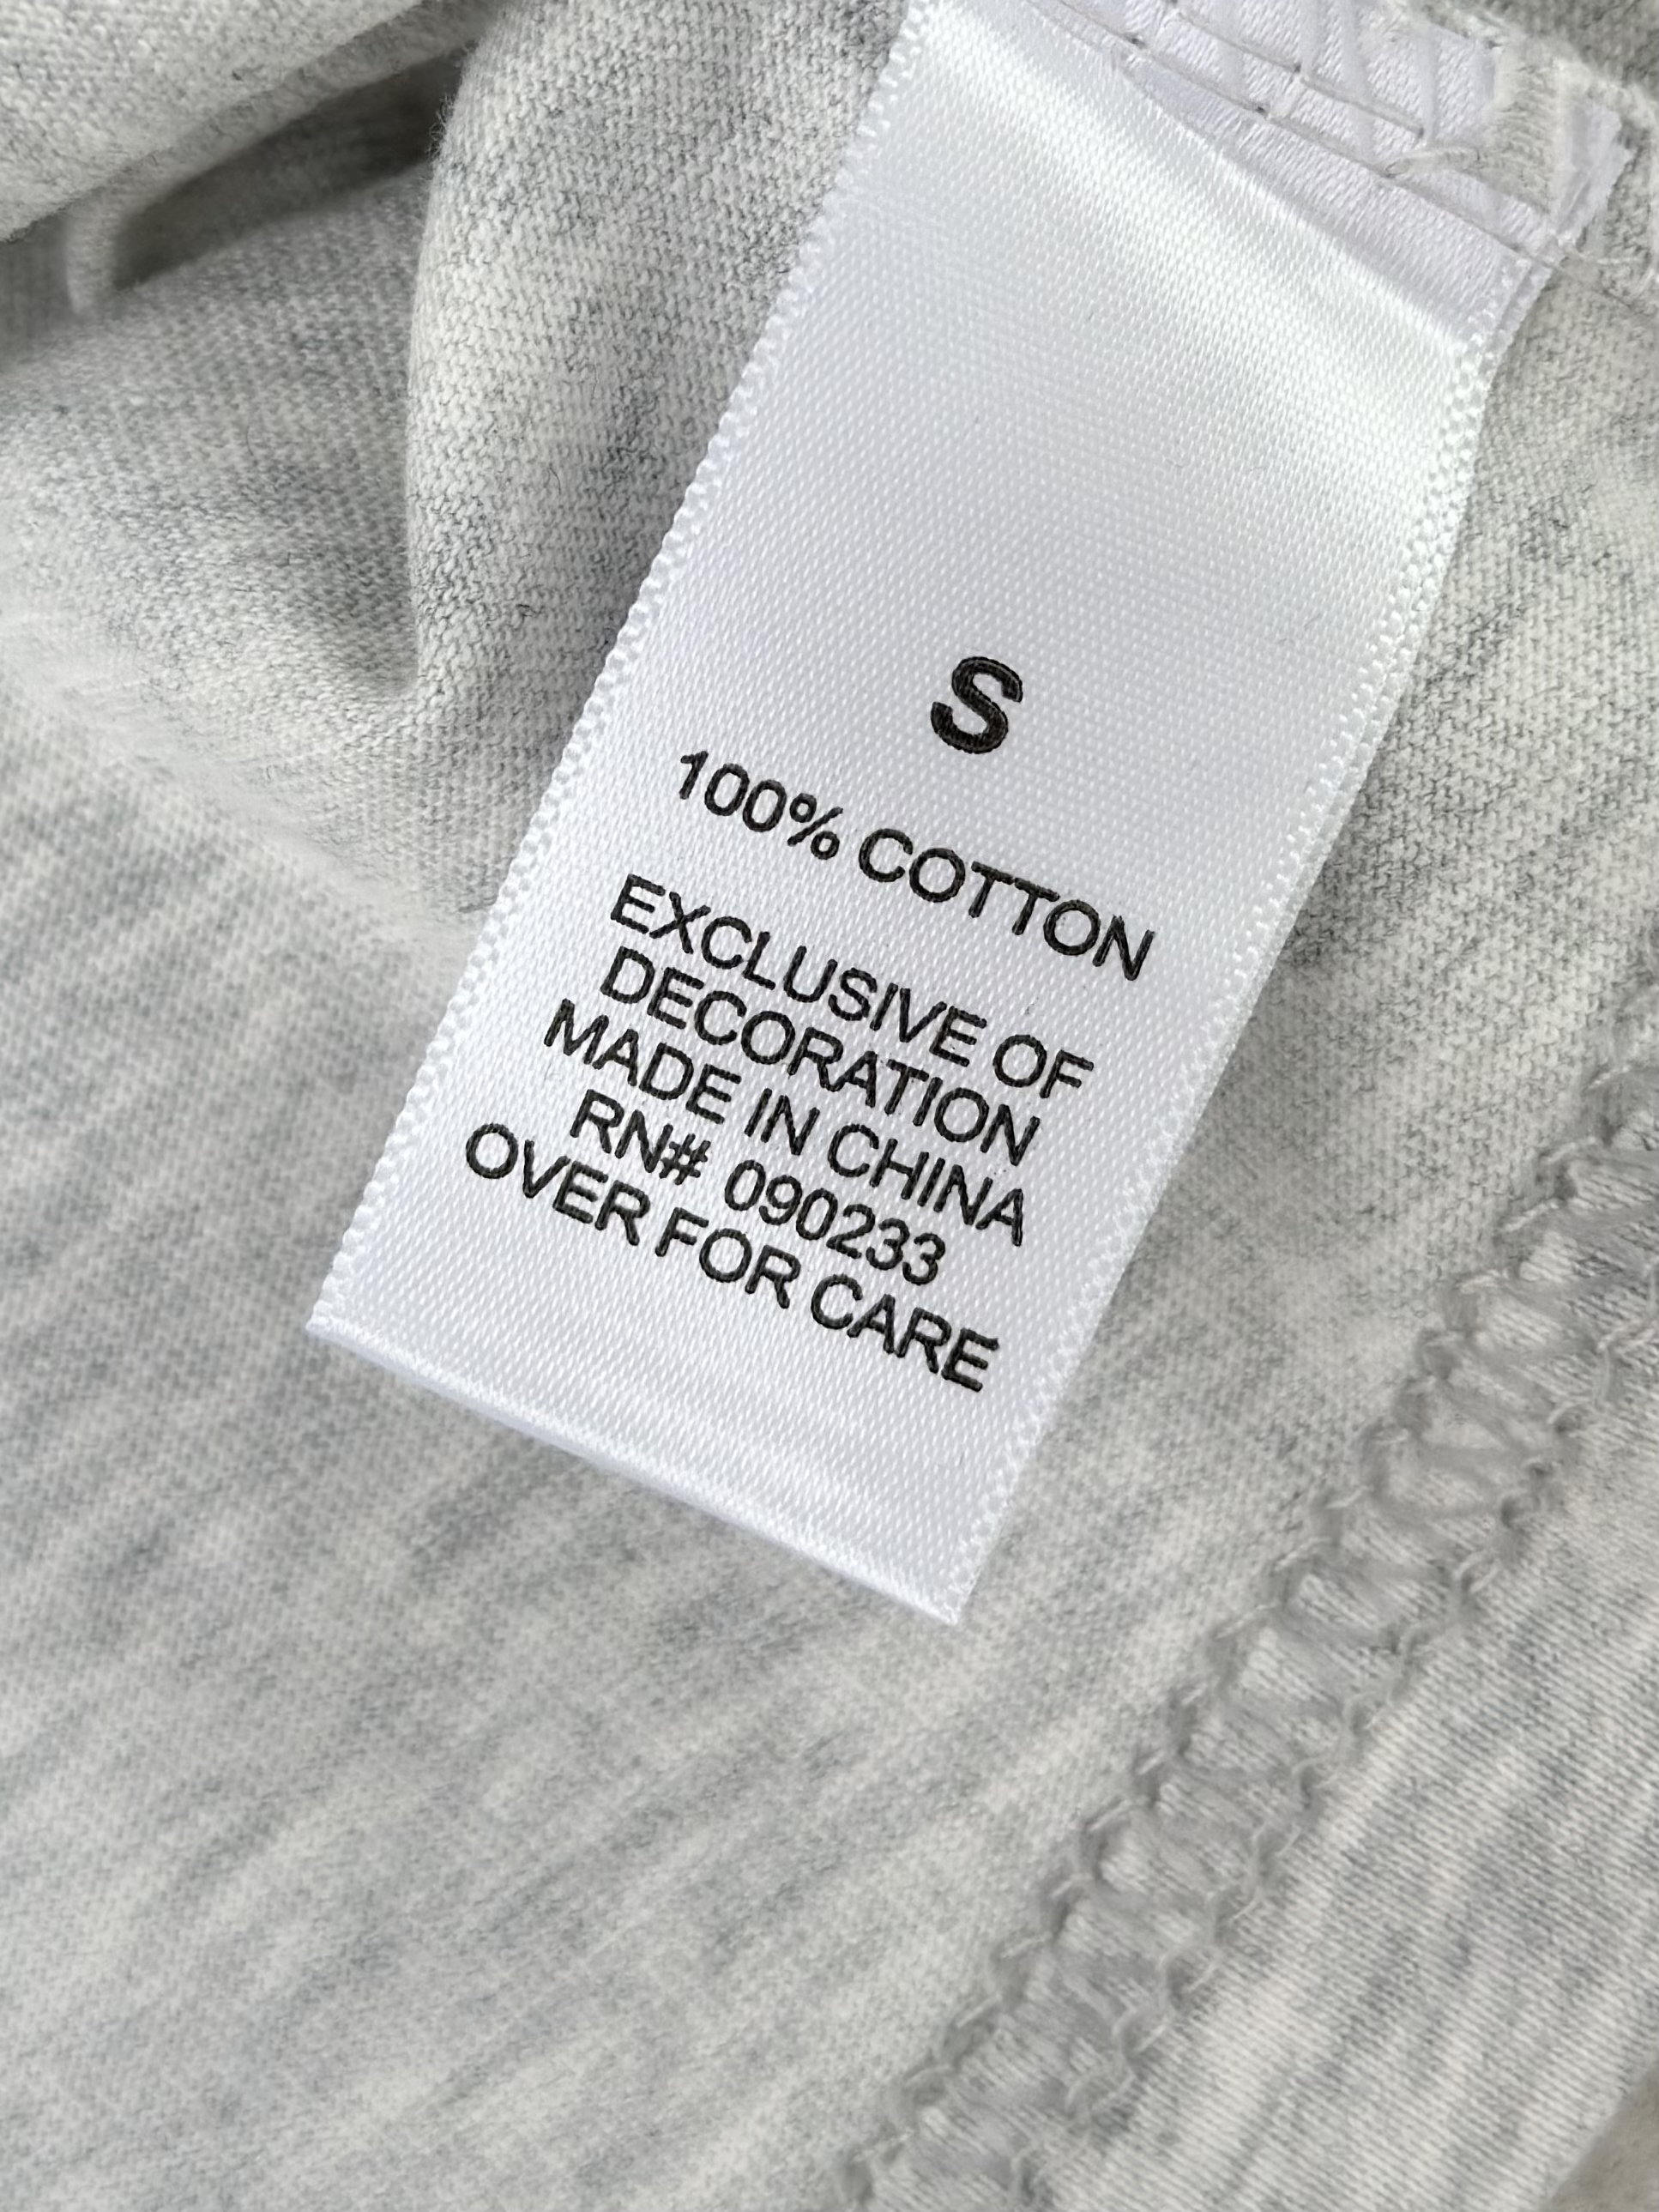 S
100% COTTON
EXCLUSIVE OF
DECORATION
MADE IN CHINA
RN# 090233
OVER FOR CARE